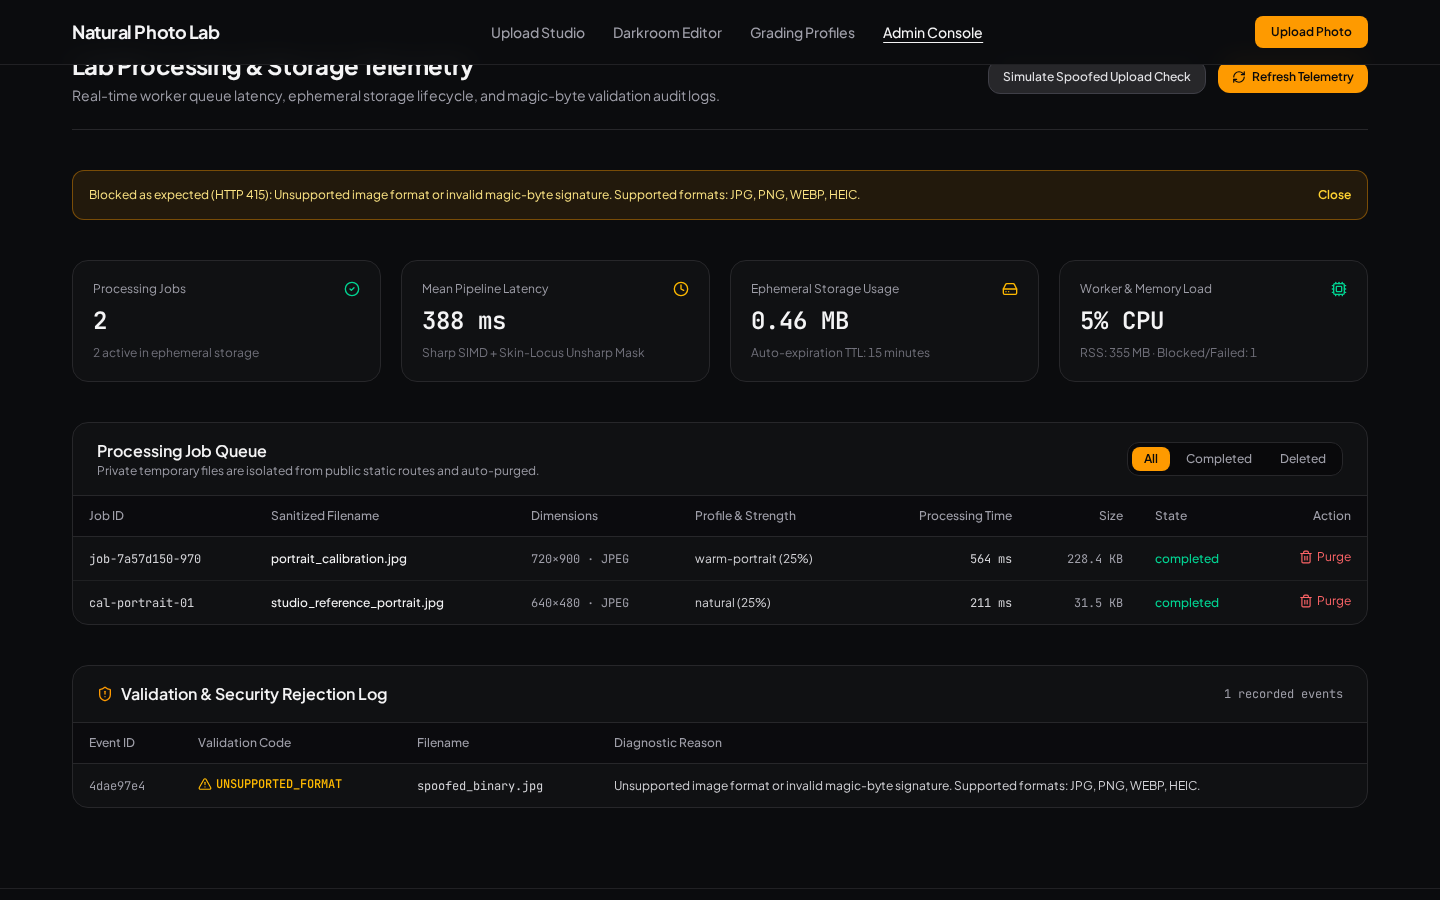 Natural Photo Lab
Upload Studio
Darkroom Editor
Grading Profiles
Admin Console
Upload Photo
Lab Processing & Storage Telemetry
Real-time worker queue latency, ephemeral storage lifecycle, and magic-byte validation audit logs.
Simulate Spoofed Upload Check
Refresh Telemetry
Blocked as expected (HTTP 415): Unsupported image format or invalid magic-byte signature. Supported formats: JPG, PNG, WEBP, HEIC.
Close
Processing Jobs
2
2 active in ephemeral storage
Mean Pipeline Latency
388 ms
Sharp SIMD + Skin-Locus Unsharp Mask
Ephemeral Storage Usage
0.46 MB
Auto-expiration TTL: 15 minutes
Worker & Memory Load
5% CPU
RSS: 355 MB · Blocked/Failed: 1
Processing Job Queue
Private temporary files are isolated from public static routes and auto-purged.
All
Completed
Deleted
Job ID Sanitized Filename Dimensions Profile & Strength Processing Time Size State Action
job-7a57d150-970 portrait_calibration.jpg 720×900 · JPEG warm-portrait (25%) 564 ms 228.4 KB completed Purge
cal-portrait-01 studio_reference_portrait.jpg 640×480 · JPEG natural (25%) 211 ms 31.5 KB completed Purge
Validation & Security Rejection Log
1 recorded events
Event ID Validation Code Filename Diagnostic Reason
4dae97e4 UNSUPPORTED_FORMAT spoofed_binary.jpg Unsupported image format or invalid magic-byte signature. Supported formats: JPG, PNG, WEBP, HEIC.